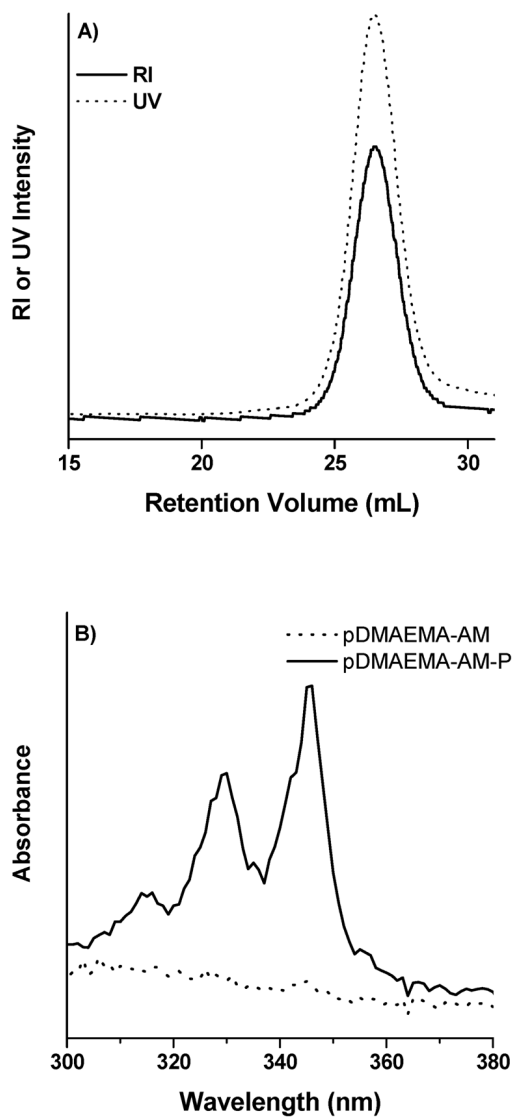 A)
RI
UV
RI or UV Intensity
15 20 25 30
Retention Volume (mL)
B)
pDMAEMA-AM
pDMAEMA-AM-P
Absorbance
300 320 340 360 380
Wavelength (nm)